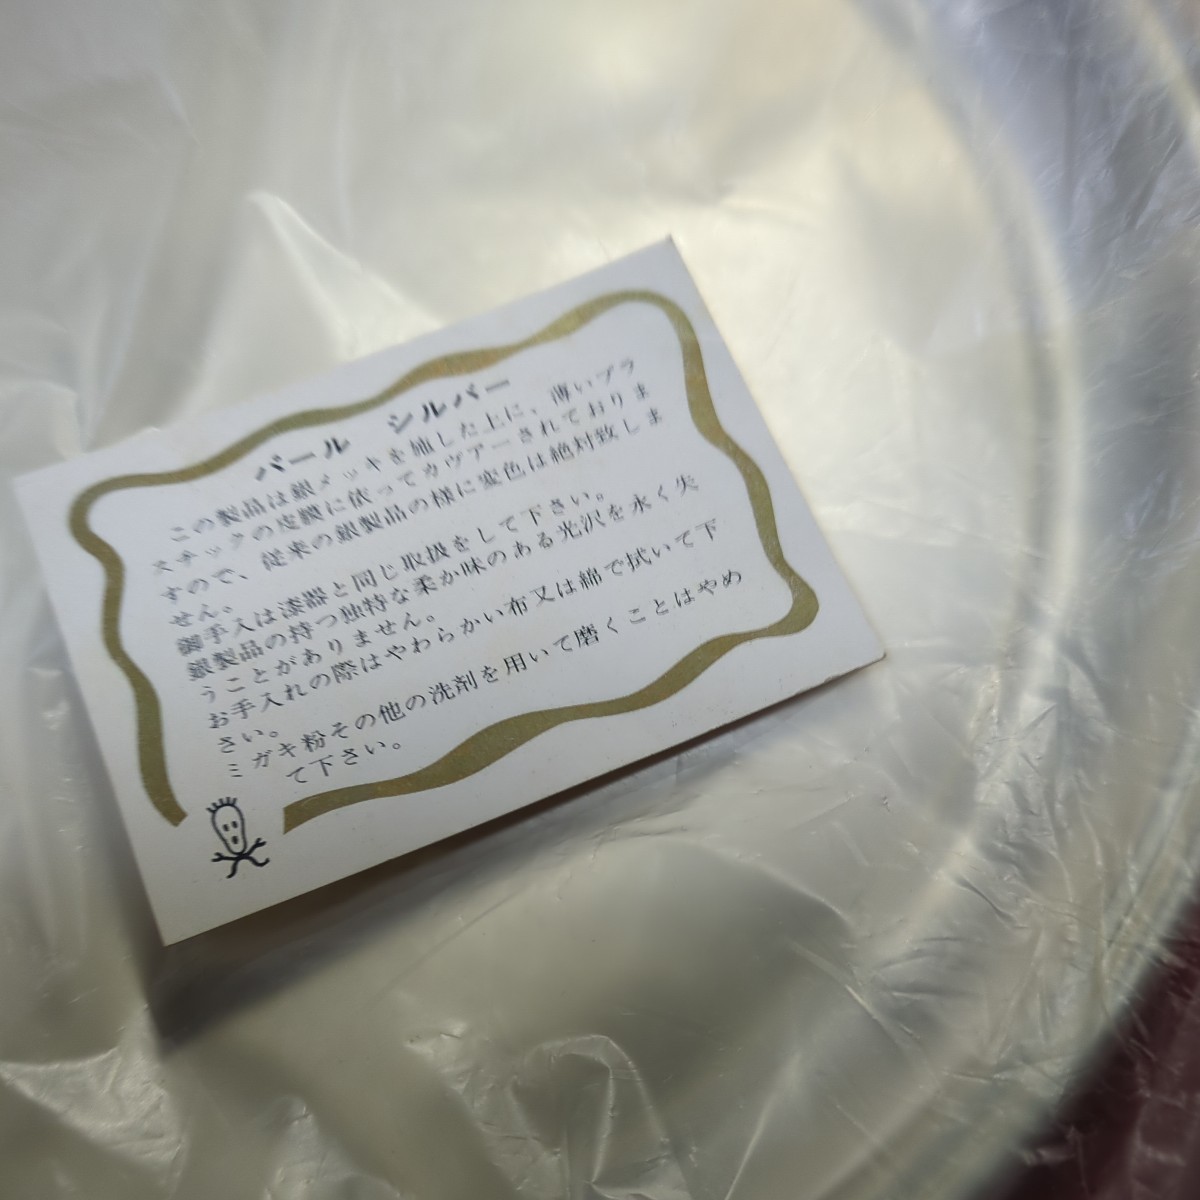 パール シルバー
この製品は銀メッキを施した上に、薄いプラ
スチックの皮膜に依ってカヴアーされておりま
すので、従来の銀製品の様に変色は絶対致しま
せん。
御手入は漆器と同じ取扱をして下さい。
銀製品の持つ独特な柔か味のある光沢を永く失
うことがありません。
お手入れの際はやわらかい布又は綿で拭いて下
さい。
ミガキ粉その他の洗剤を用いて磨くことはやめ
て下さい。